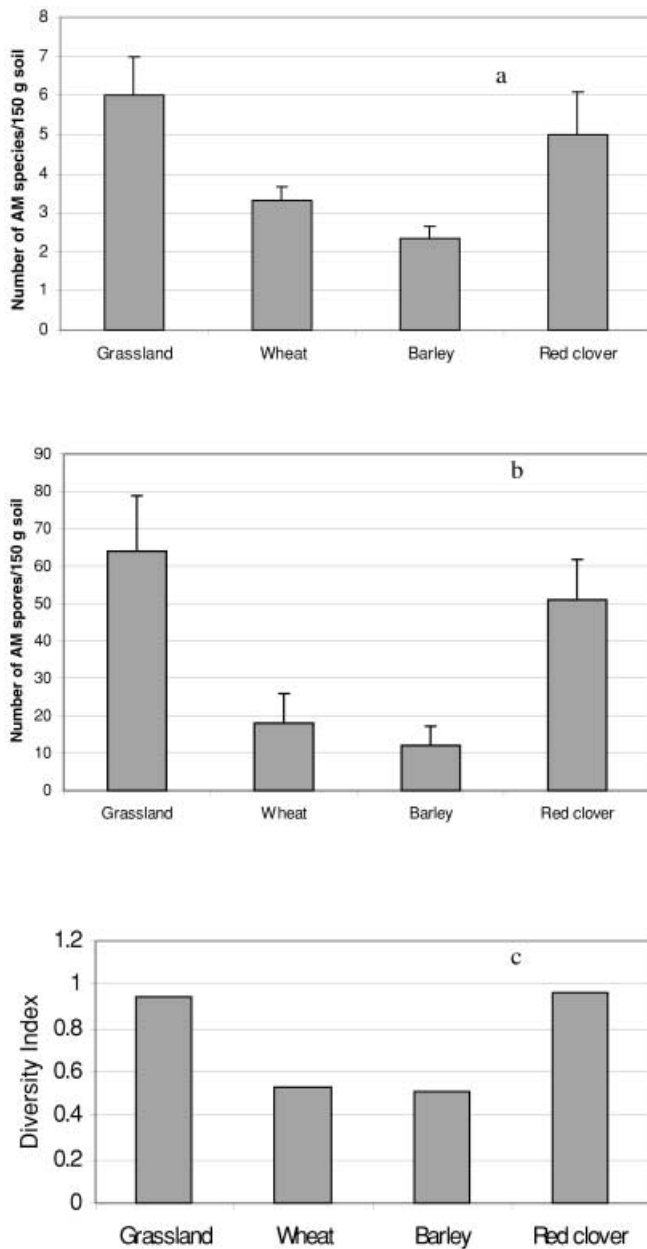 8
7
6
5
4
3
2
1
0
Number of AM species/150 g soil
a
Grassland Wheat Barley Red clover
90
80
70
60
50
40
30
20
10
0
Number of AM spores/150 g soil
b
Grassland Wheat Barley Red clover
1.2
1
0.8
0.6
0.4
0.2
0
Diversity Index
c
Grassland Wheat Barley Red clover